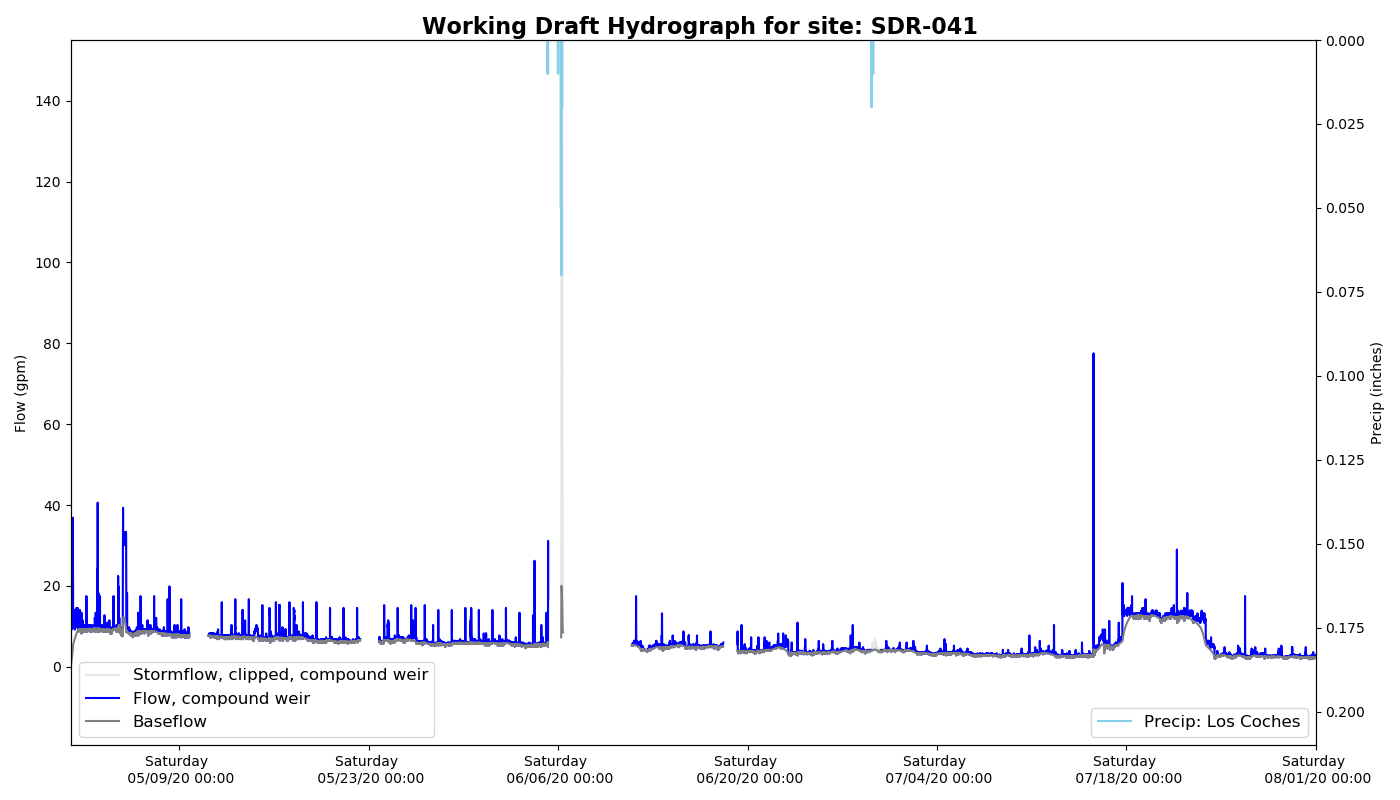 Working Draft Hydrograph for site: SDR-041
140
120
100
80
60
40
20
0
Flow (gpm)
0.000
0.025
0.050
0.075
0.100
0.125
0.150
0.175
0.200
Precip (inches)
Stormflow, clipped, compound weir
Flow, compound weir
Baseflow
Precip: Los Coches
Saturday
05/09/20 00:00
Saturday
05/23/20 00:00
Saturday
06/06/20 00:00
Saturday
06/20/20 00:00
Saturday
07/04/20 00:00
Saturday
07/18/20 00:00
Saturday
08/01/20 00:00